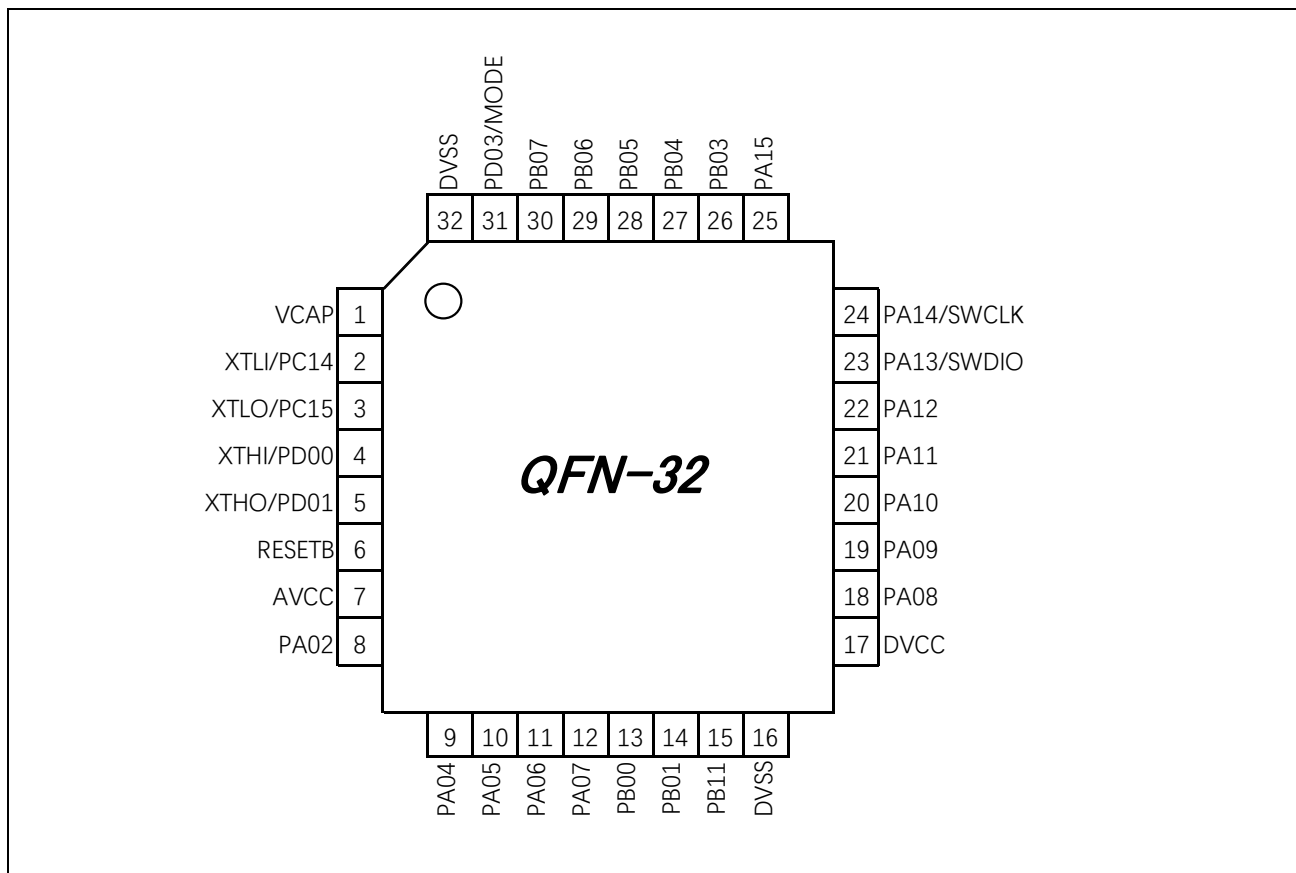 DVSS
PD03/MODE
PB07
PB06
PB05
PB04
PB03
PA15
32 31 30 29 28 27 26 25
VCAP 1
XTLI/PC14 2
XTLO/PC15 3
XTHI/PD00 4
XTHO/PD01 5
RESETB 6
AVCC 7
PA02 8
QFN-32
24 PA14/SWCLK
23 PA13/SWDIO
22 PA12
21 PA11
20 PA10
19 PA09
18 PA08
17 DVCC
9 10 11 12 13 14 15 16
PA04
PA05
PA06
PA07
PB00
PB01
PB11
DVSS